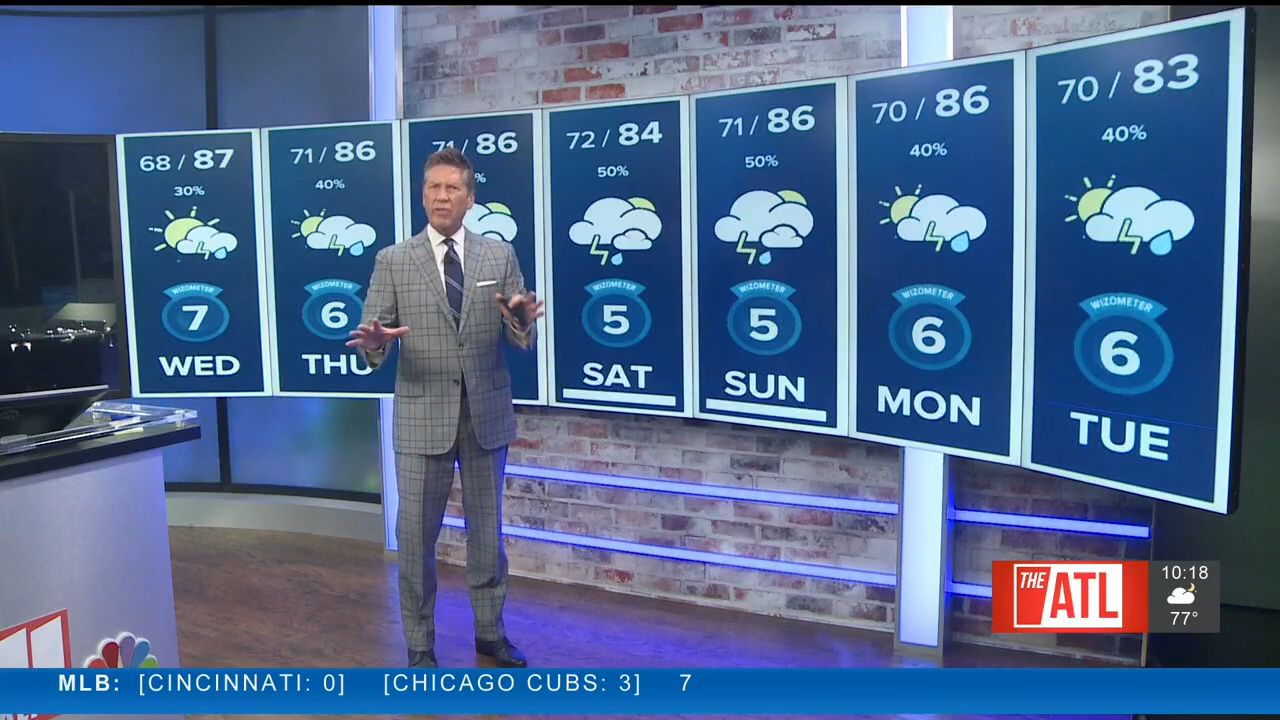 68 / 87
30%
WIZOMETER
7
WED
71 / 86
40%
WIZOMETER
6
THU
71 / 86
%
72 / 84
50%
WIZOMETER
5
SAT
71 / 86
50%
WIZOMETER
5
SUN
70 / 86
40%
WIZOMETER
6
MON
70 / 83
40%
WIZOMETER
6
TUE
THE ATL
10:18
77°
MLB: [CINCINNATI: 0] [CHICAGO CUBS: 3] 7